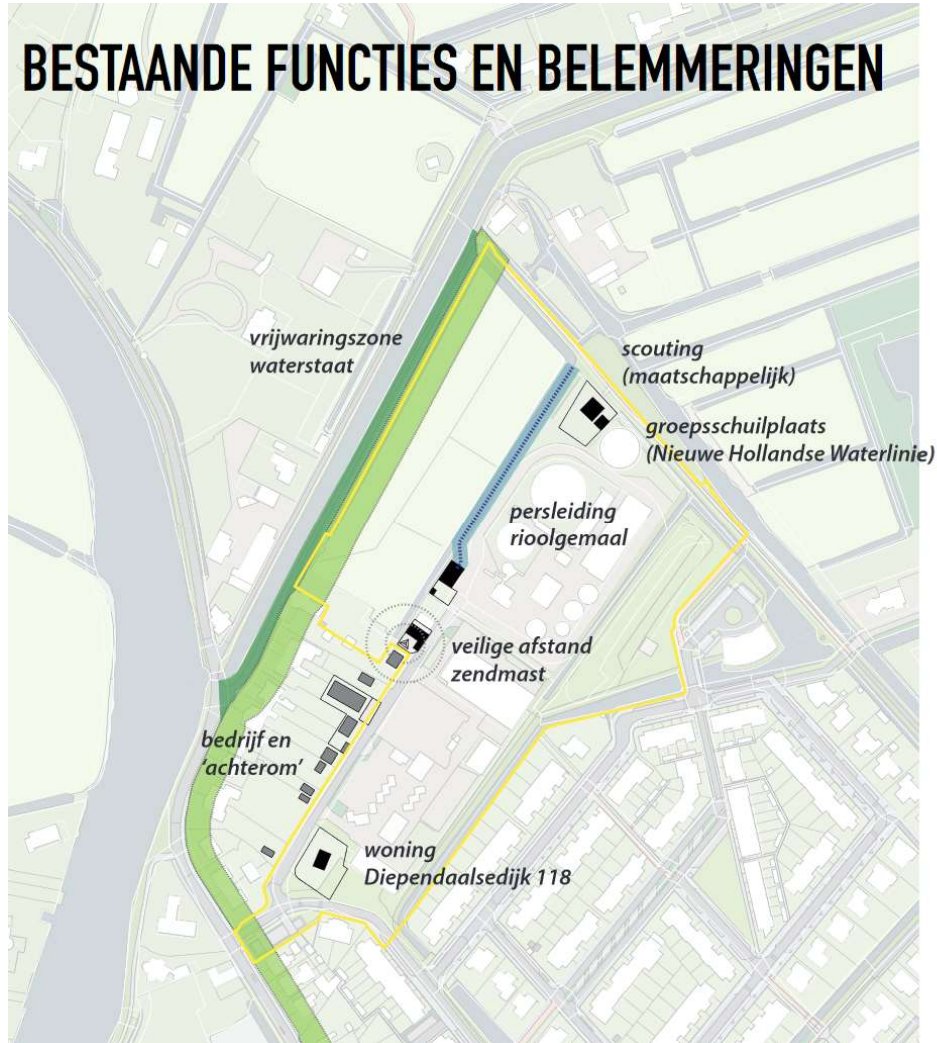 BESTAANDE FUNCTIES EN BELEMMERINGEN
vrijwaringszone
waterstaat
scouting
(maatschappelijk)
groepsschuilplaats
(Nieuwe Hollandse Waterlinie)
persleiding
rioolgemaal
veilige afstand
zendmast
bedrijf en
'achterom'
woning
Diependaalsedijk 118